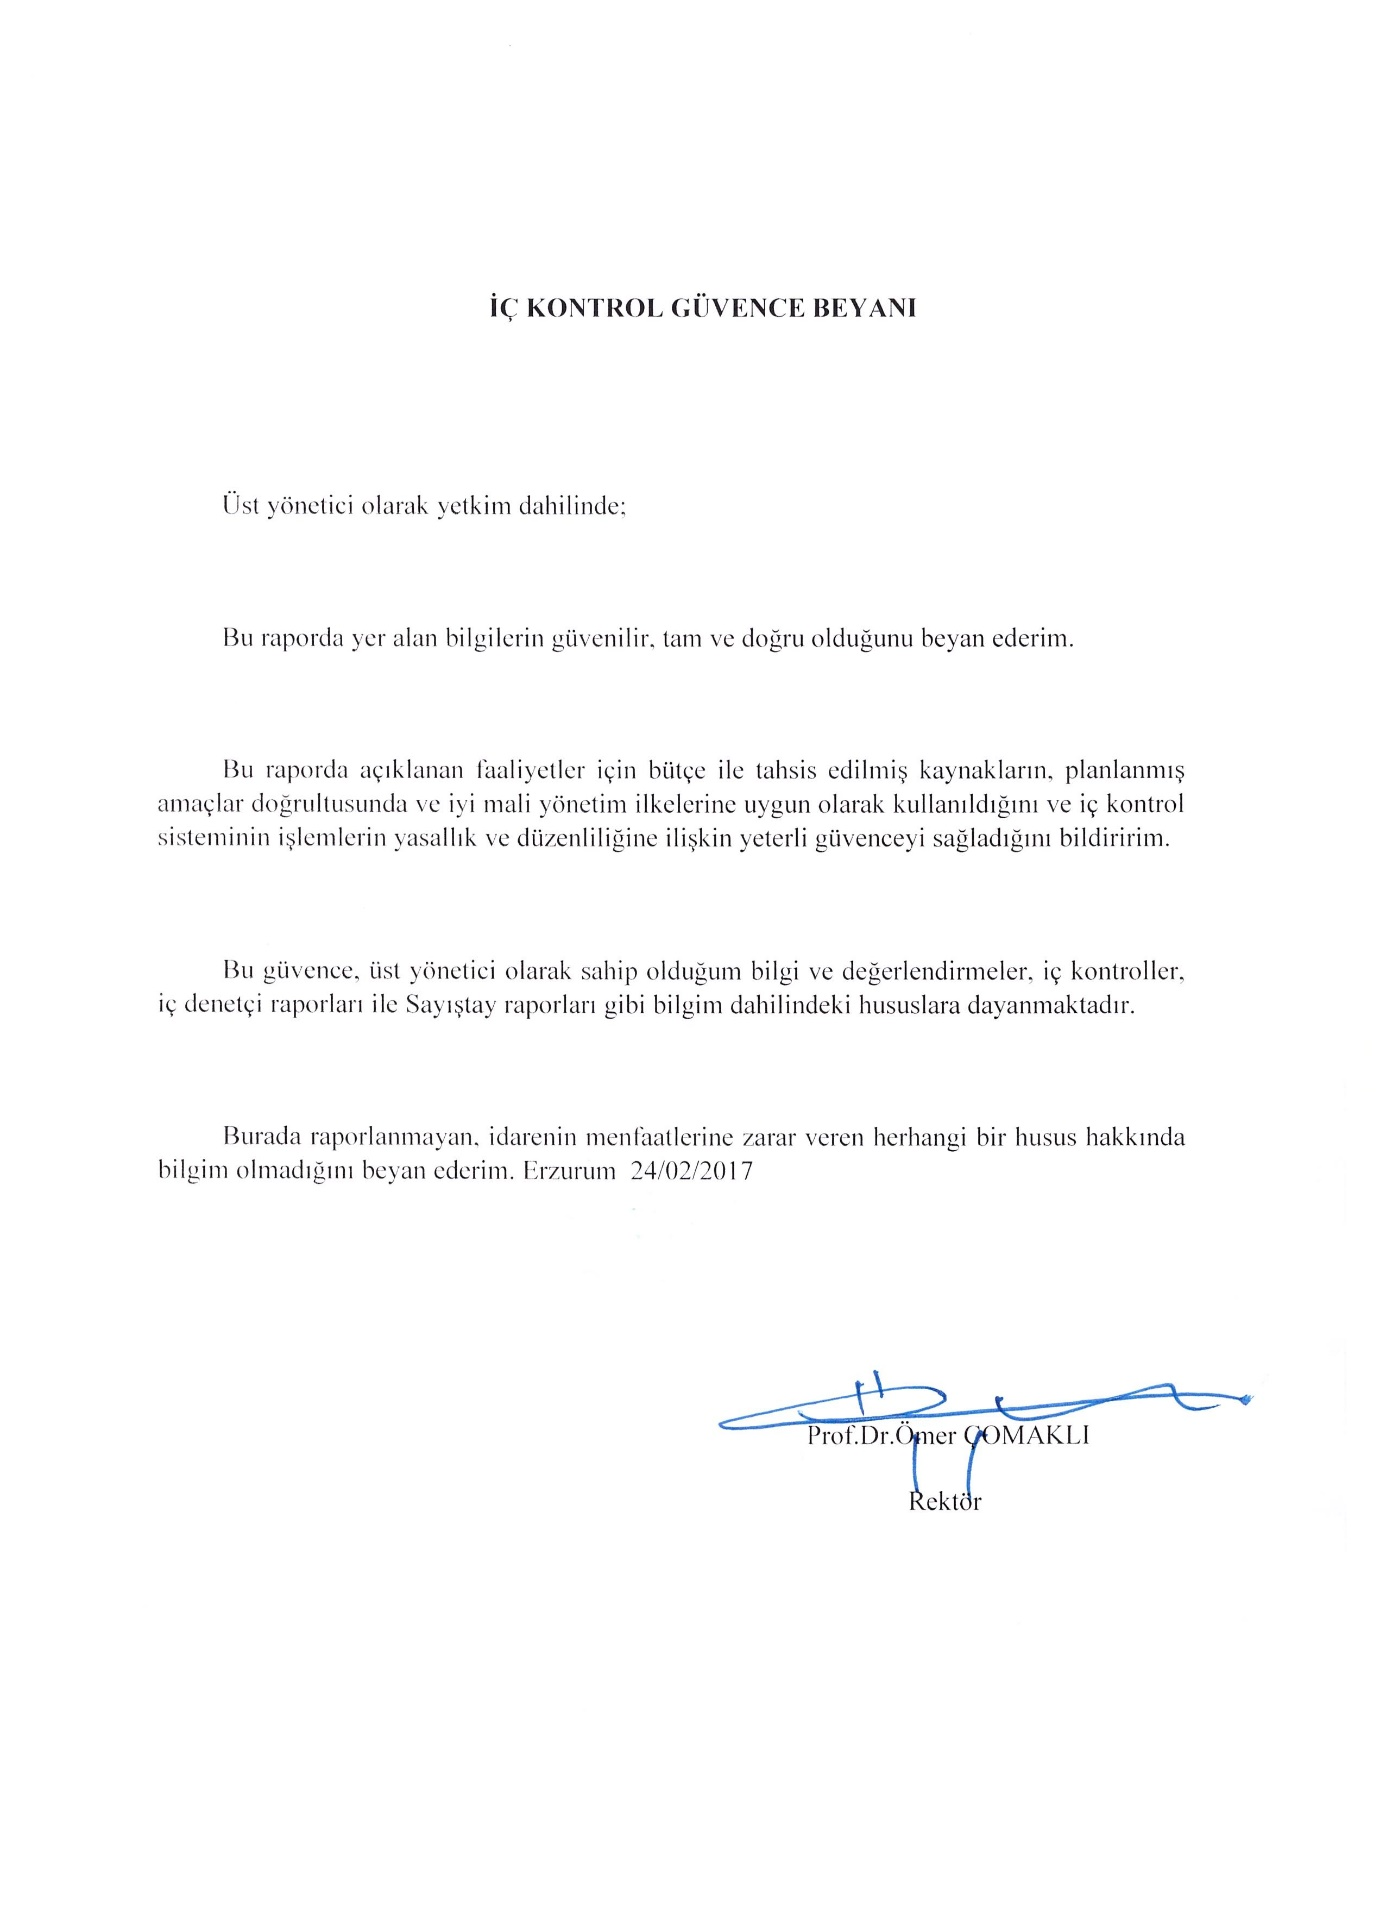 İÇ KONTROL GÜVENCE BEYANI
Üst yönetici olarak yetkim dahilinde;
Bu raporda yer alan bilgilerin güvenilir, tam ve doğru olduğunu beyan ederim.
Bu raporda açıklanan faaliyetler için bütçe ile tahsis edilmiş kaynakların, planlanmış
amaçlar doğrultusunda ve iyi mali yönetim ilkelerine uygun olarak kullanıldığını ve iç kontrol
sisteminin işlemlerin yasallık ve düzenliliğine ilişkin yeterli güvenceyi sağladığını bildiririm.
Bu güvence, üst yönetici olarak sahip olduğum bilgi ve değerlendirmeler, iç kontroller,
iç denetçi raporları ile Sayıştay raporları gibi bilgim dahilindeki hususlara dayanmaktadır.
Burada raporlanmayan, idarenin menfaatlerine zarar veren herhangi bir husus hakkında
bilgim olmadığını beyan ederim. Erzurum 24/02/2017
Prof.Dr.Ömer ÇOMAKLI
Rektör